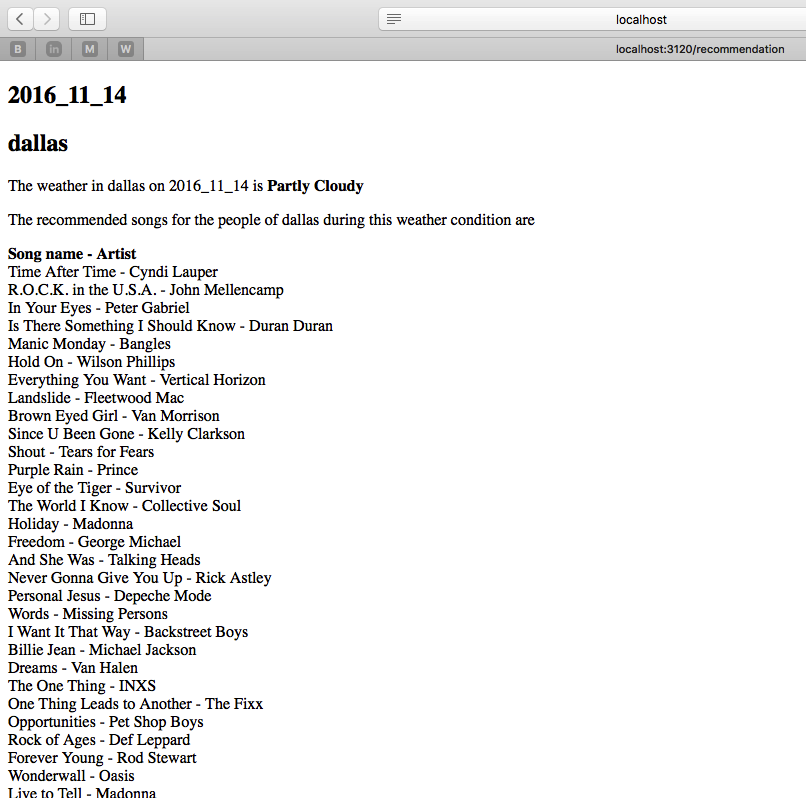 localhost
B in M W localhost:3120/recommendation
2016_11_14
dallas
The weather in dallas on 2016_11_14 is Partly Cloudy
The recommended songs for the people of dallas during this weather condition are
Song name - Artist
Time After Time - Cyndi Lauper
R.O.C.K. in the U.S.A. - John Mellencamp
In Your Eyes - Peter Gabriel
Is There Something I Should Know - Duran Duran
Manic Monday - Bangles
Hold On - Wilson Phillips
Everything You Want - Vertical Horizon
Landslide - Fleetwood Mac
Brown Eyed Girl - Van Morrison
Since U Been Gone - Kelly Clarkson
Shout - Tears for Fears
Purple Rain - Prince
Eye of the Tiger - Survivor
The World I Know - Collective Soul
Holiday - Madonna
Freedom - George Michael
And She Was - Talking Heads
Never Gonna Give You Up - Rick Astley
Personal Jesus - Depeche Mode
Words - Missing Persons
I Want It That Way - Backstreet Boys
Billie Jean - Michael Jackson
Dreams - Van Halen
The One Thing - INXS
One Thing Leads to Another - The Fixx
Opportunities - Pet Shop Boys
Rock of Ages - Def Leppard
Forever Young - Rod Stewart
Wonderwall - Oasis
Live to Tell - Madonna